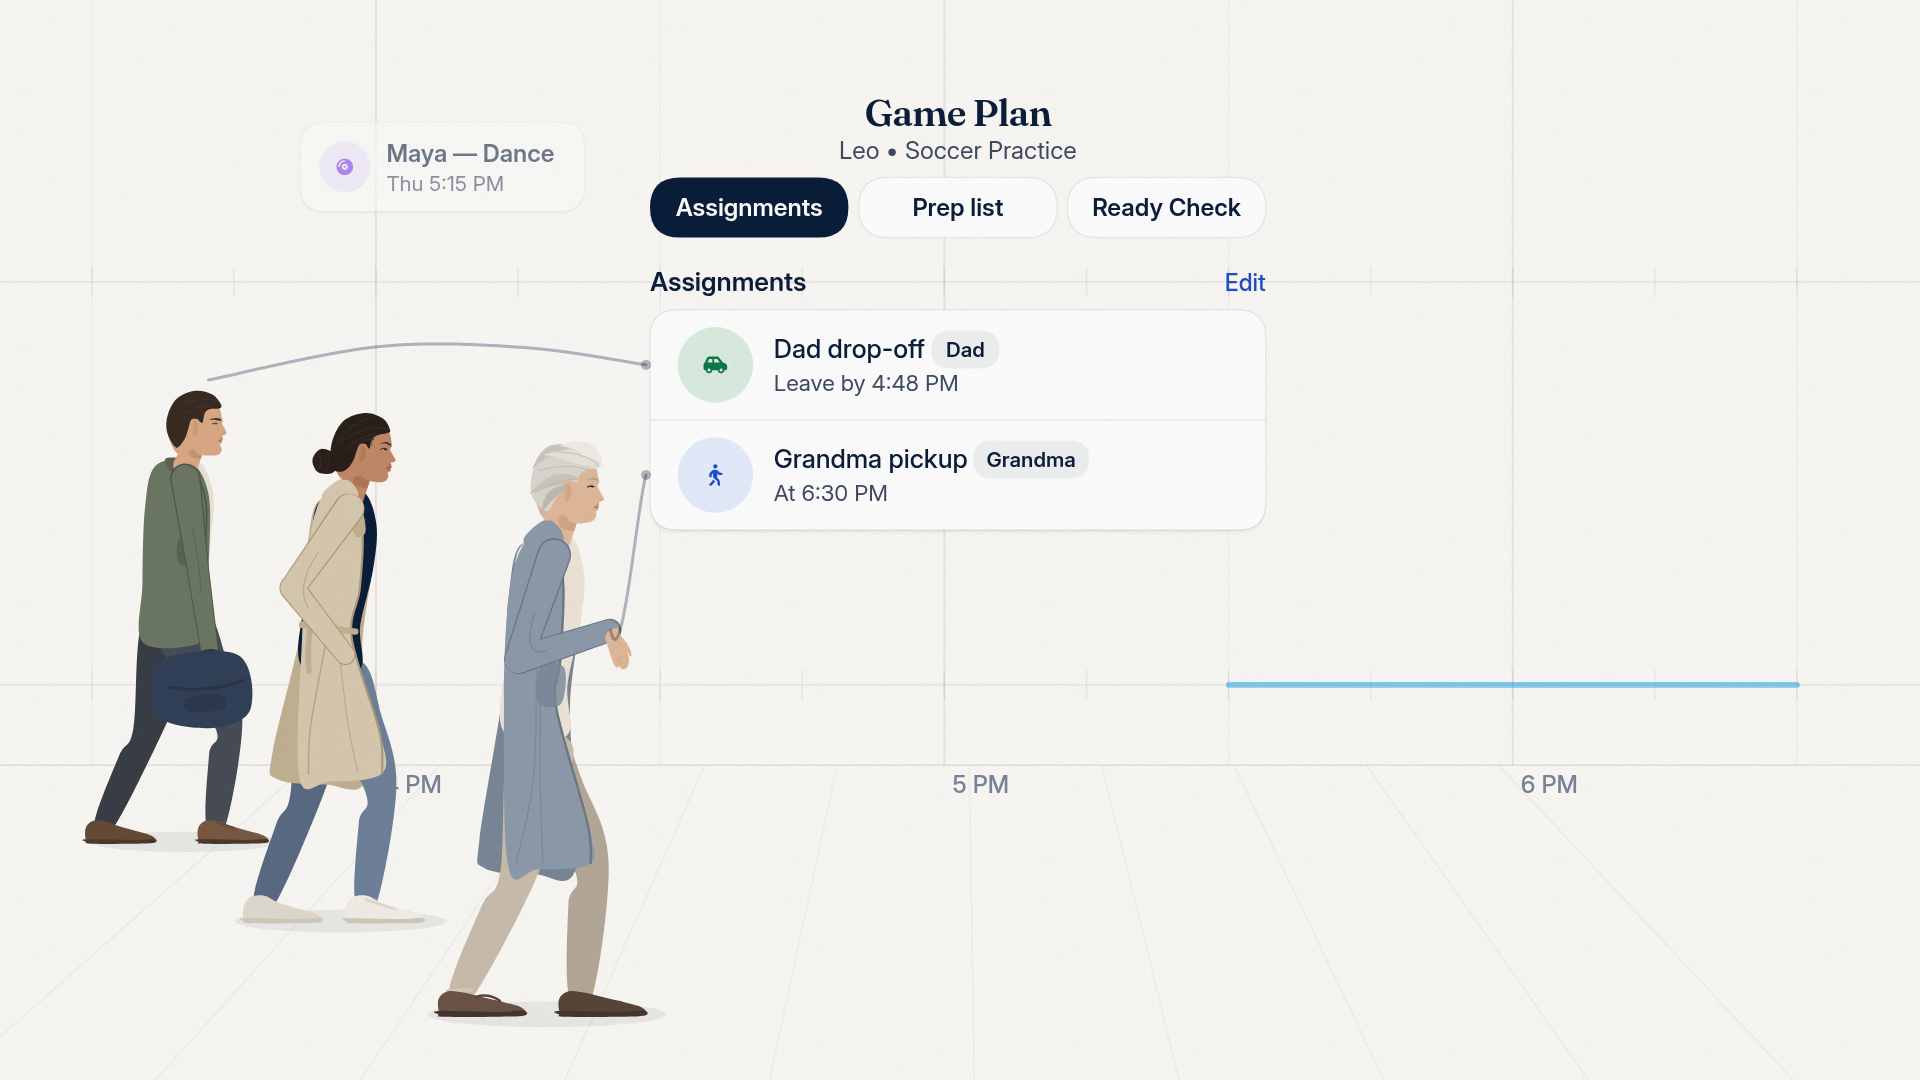 Game Plan
Leo • Soccer Practice
Maya — Dance
Thu 5:15 PM
Assignments
Prep list
Ready Check
Assignments
Edit
Dad drop-off Dad
Leave by 4:48 PM
Grandma pickup Grandma
At 6:30 PM
PM
5 PM
6 PM